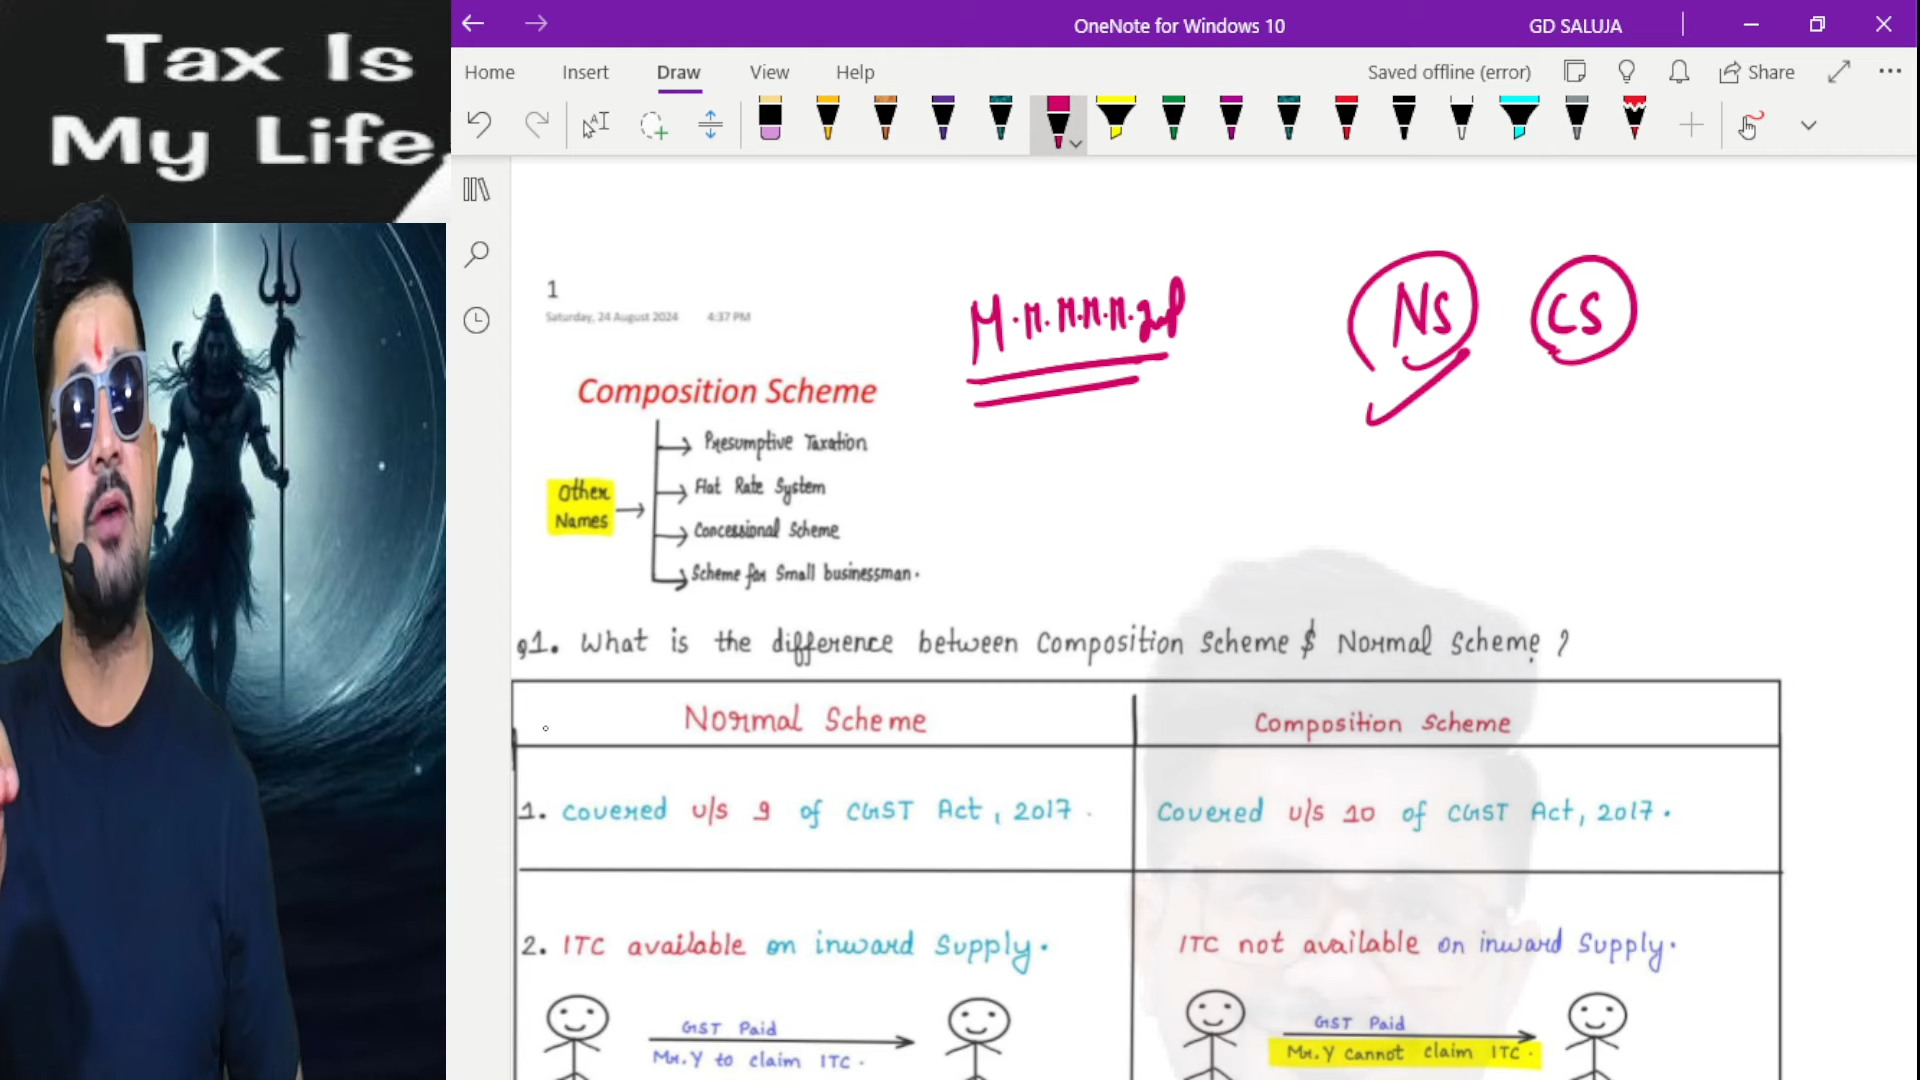 Tax Is
My Life.
OneNote for Windows 10
GD SALUJA
Home Insert Draw View Help
Saved offline (error)
Share
1
Saturday, 24 August 2024 4:37 PM
NS CS
Composition Scheme
Other
Names
Presumptive Taxation
Flat Rate System
Concessional Scheme
Scheme for Small businessman.
Q1. What is the difference between Composition Scheme & Normal Scheme ?
Normal Scheme
Composition Scheme
1. Covered u/s 9 of CGST Act, 2017.
Covered u/s 10 of CGST Act, 2017.
2. ITC available on inward Supply.
ITC not available on inward Supply.
GST Paid
Mr. Y to claim ITC.
GST Paid
Mr. Y cannot claim ITC.